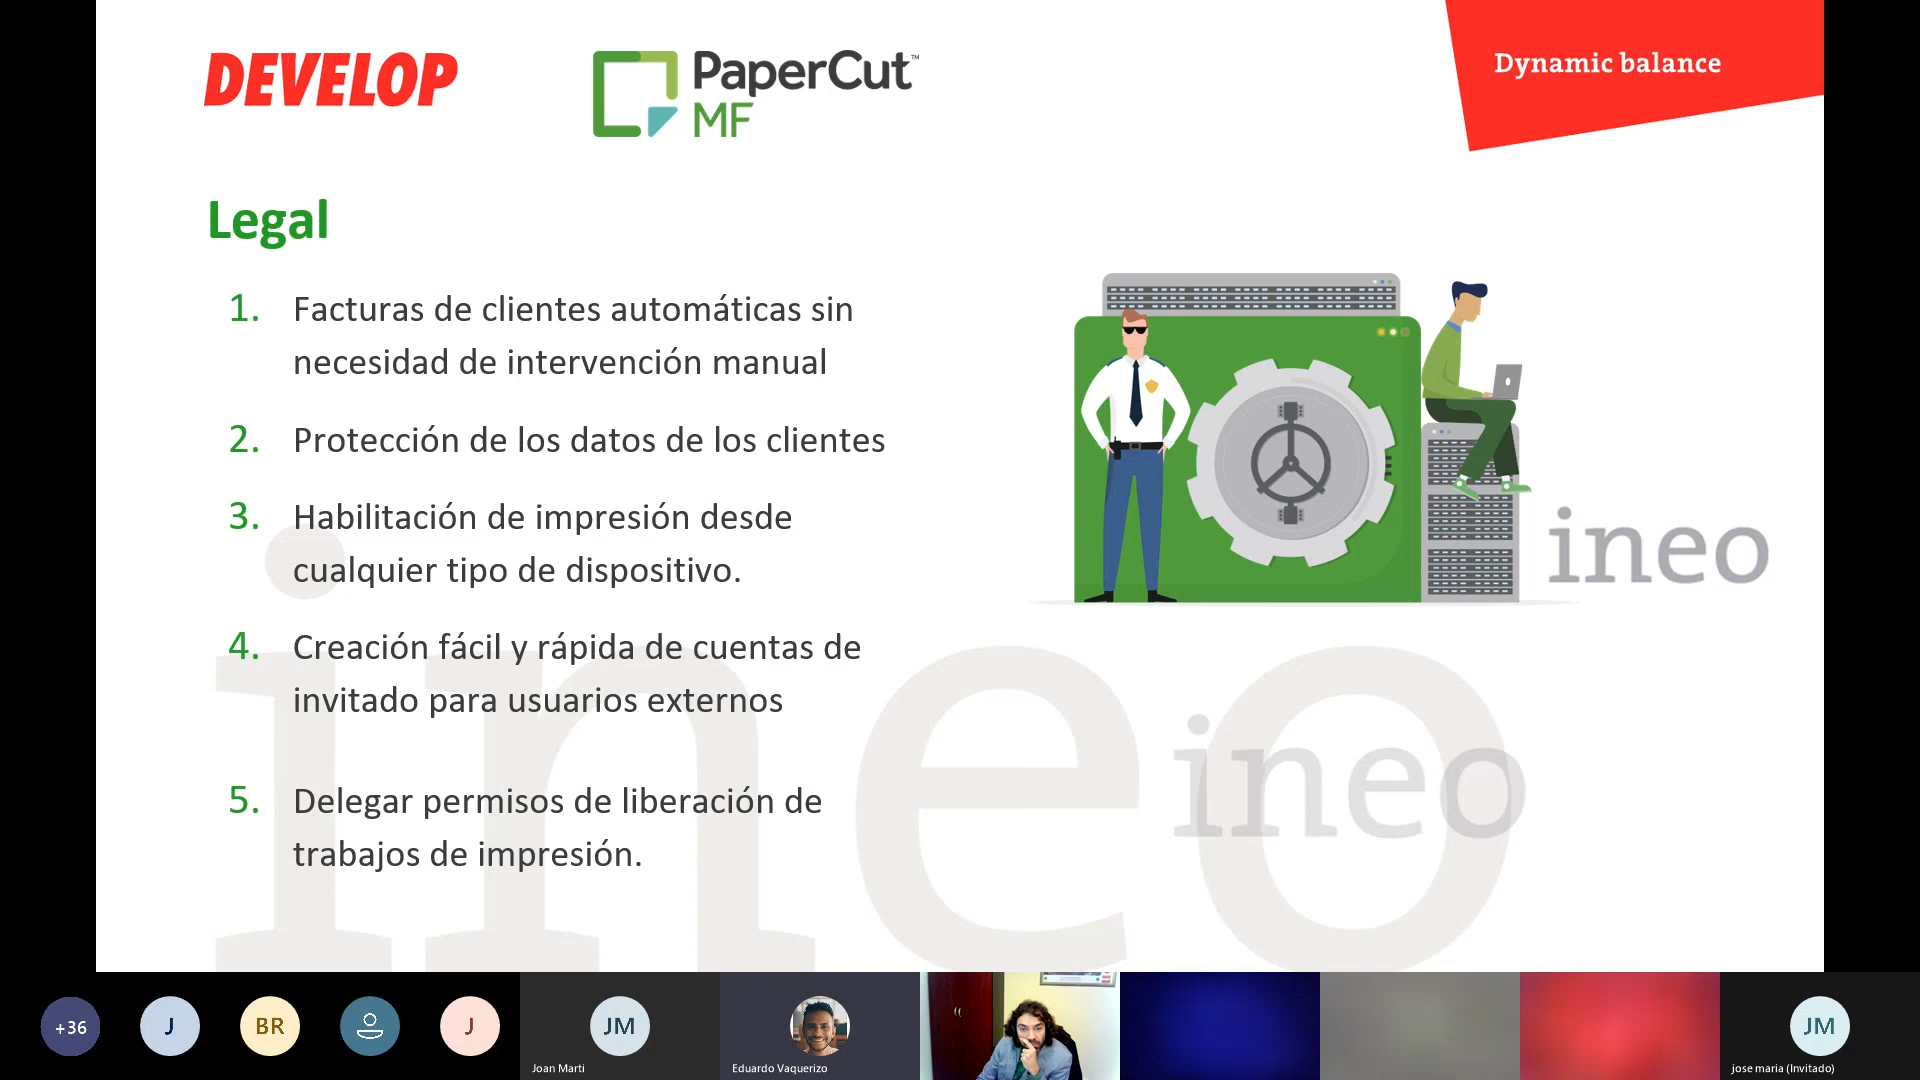 DEVELOP
PaperCut™
MF
Dynamic balance
Legal
1. Facturas de clientes automáticas sin
necesidad de intervención manual
2. Protección de los datos de los clientes
3. Habilitación de impresión desde
cualquier tipo de dispositivo.
4. Creación fácil y rápida de cuentas de
invitado para usuarios externos
5. Delegar permisos de liberación de
trabajos de impresión.
ineo
ineo
ineo
+36
J
BR
J
JM
Joan Marti
Eduardo Vaquerizo
JM
jose maria (Invitado)